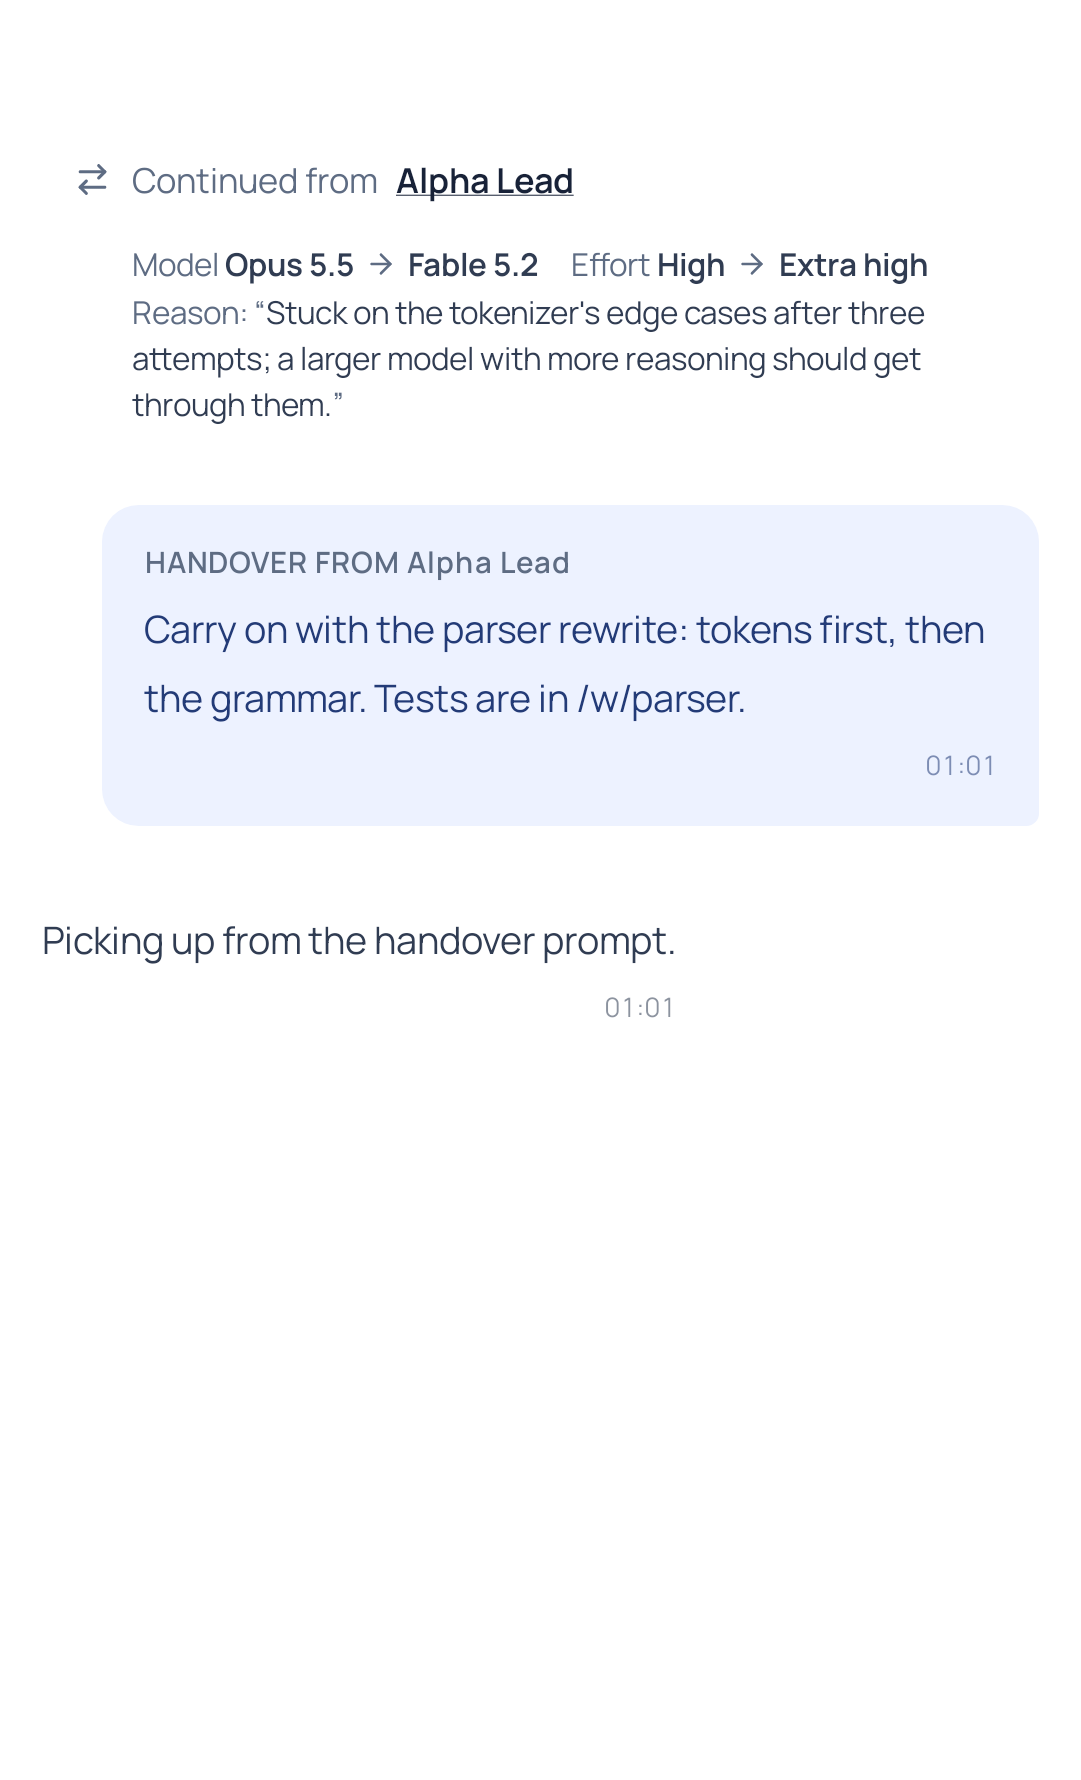 Continued from Alpha Lead
Model Opus 5.5 → Fable 5.2 Effort High → Extra high
Reason: “Stuck on the tokenizer's edge cases after three
attempts; a larger model with more reasoning should get
through them.”
HANDOVER FROM Alpha Lead
Carry on with the parser rewrite: tokens first, then
the grammar. Tests are in /w/parser.
01:01
Picking up from the handover prompt.
01:01